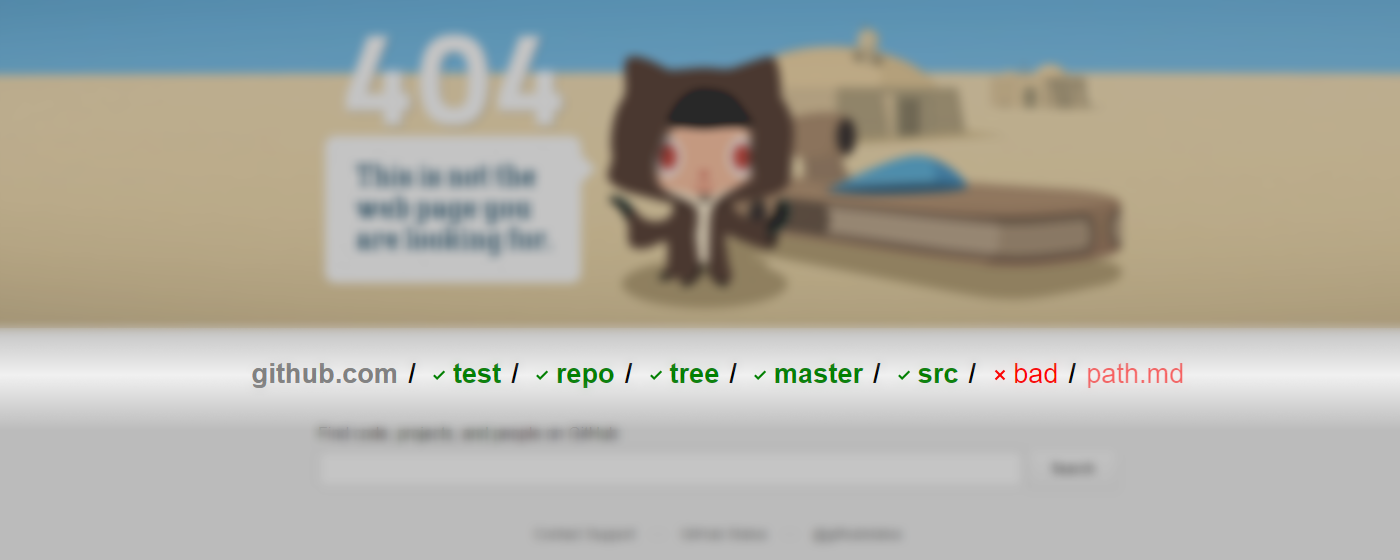 404
This is not the
web page you
are looking for.
github.com / ✓ test / ✓ repo / ✓ tree / ✓ master / ✓ src / × bad / path.md
Find code, projects, and people on GitHub
Search
Contact Support GitHub Status @githubstatus